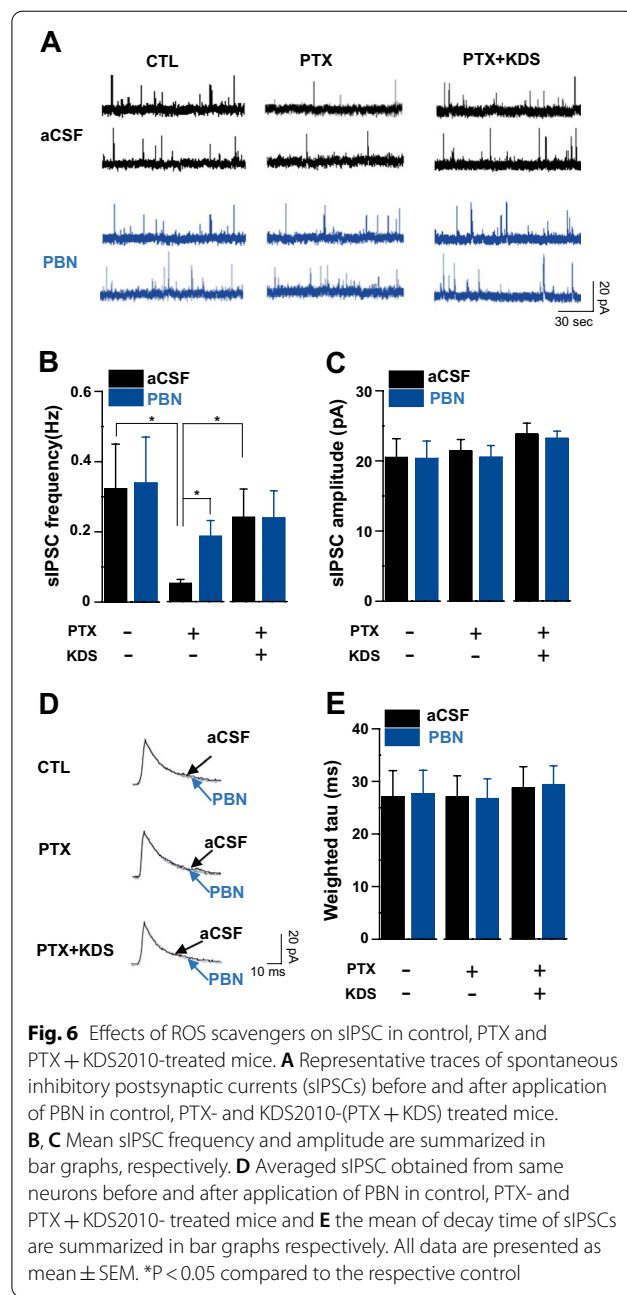 A
CTL PTX PTX+KDS
aCSF
PBN
20 pA
30 sec
B
aCSF
PBN
sIPSC frequency(Hz)
0.6
0.4
0.2
0
* *
*
PTX - + +
KDS - - +
C
aCSF
PBN
sIPSC amplitude (pA)
30
20
10
0
PTX - + +
KDS - - +
D
CTL
aCSF
PBN
PTX
aCSF
PBN
PTX+KDS
aCSF
PBN
20 pA
10 ms
E
aCSF
PBN
Weighted tau (ms)
40
30
20
10
0
PTX - + +
KDS - - +
Fig. 6 Effects of ROS scavengers on sIPSC in control, PTX and
PTX + KDS2010-treated mice. A Representative traces of spontaneous
inhibitory postsynaptic currents (sIPSCs) before and after application
of PBN in control, PTX- and KDS2010-(PTX + KDS) treated mice.
B, C Mean sIPSC frequency and amplitude are summarized in
bar graphs, respectively. D Averaged sIPSC obtained from same
neurons before and after application of PBN in control, PTX- and
PTX + KDS2010- treated mice and E the mean of decay time of sIPSCs
are summarized in bar graphs respectively. All data are presented as
mean ± SEM. *P < 0.05 compared to the respective control